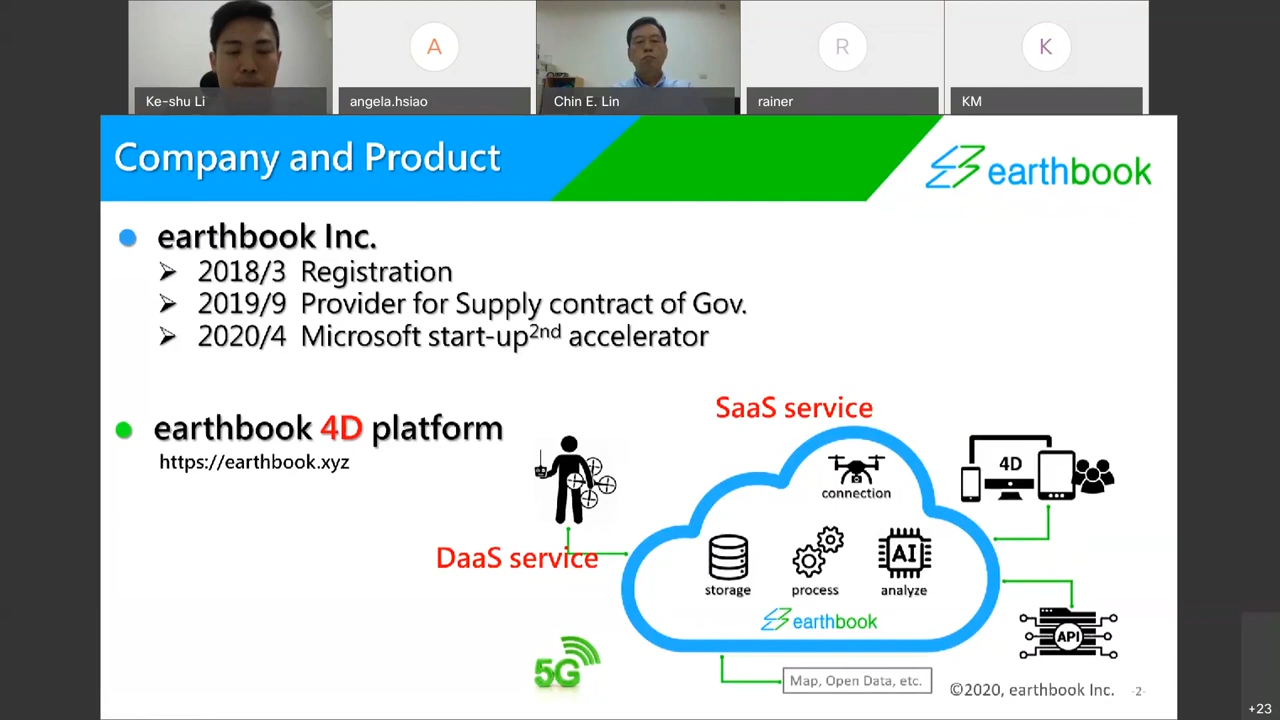 A
R
K
Ke-shu Li
angela.hsiao
Chin E. Lin
rainer
KM
Company and Product
earthbook
earthbook Inc.
2018/3 Registration
2019/9 Provider for Supply contract of Gov.
2020/4 Microsoft start-up2nd accelerator
SaaS service
earthbook 4D platform
https://earthbook.xyz
4D
connection
DaaS service
AI
storage
process
analyze
earthbook
API
5G
Map, Open Data, etc.
©2020, earthbook Inc. -2-
+23